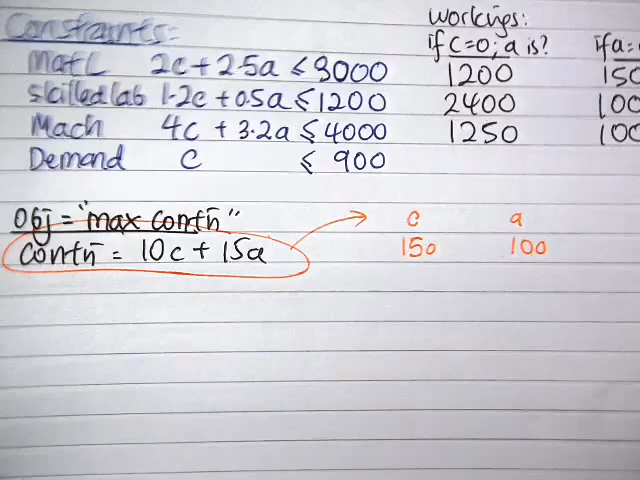 Constraints: workings:
if c=0; a is? if a=
Mat L 2c + 2.5a ≤ 3000 1200 150
skilled lab 1.2c + 0.5a ≤ 1200 2400 100
Mach 4c + 3.2a ≤ 4000 1250 100
Demand c ≤ 900
Obj = "max contn̄"
contn̄ = 10c + 15a
c a
150 100